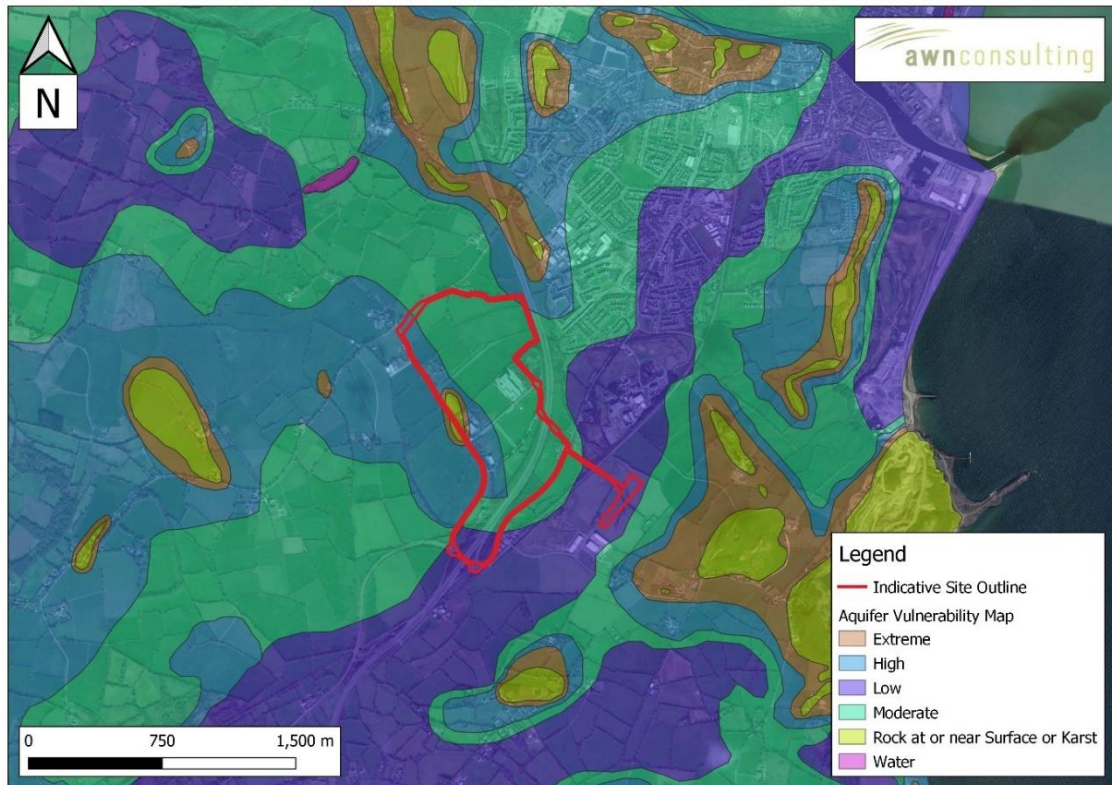 N
awnconsulting
Legend
Indicative Site Outline
Aquifer Vulnerability Map
Extreme
High
Low
Moderate
Rock at or near Surface or Karst
Water
0 750 1,500 m